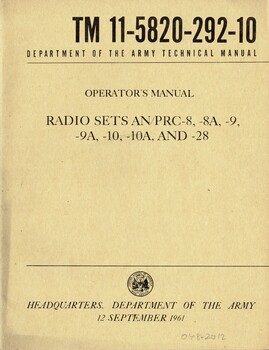 TM 11-5820-292-10
DEPARTMENT OF THE ARMY TECHNICAL MANUAL
OPERATOR'S MANUAL
RADIO SETS AN/PRC-8, -8A, -9,
-9A, -10, -10A, AND -28
HEADQUARTERS, DEPARTMENT OF THE ARMY
12 SEPTEMBER 1961